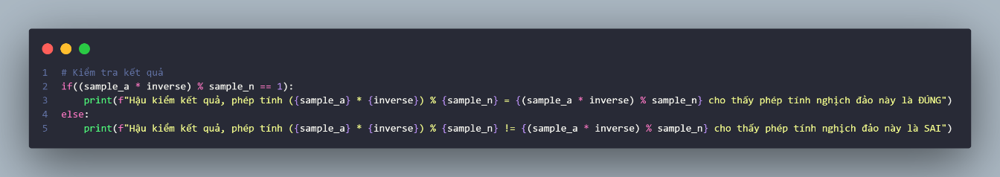 1 # Kiểm tra kết quả
2 if((sample_a * inverse) % sample_n == 1):
3     print(f"Hậu kiểm kết quả, phép tính ({sample_a} * {inverse}) % {sample_n} = {(sample_a * inverse) % sample_n} cho thấy phép tính nghịch đảo này là ĐÚNG")
4 else:
5     print(f"Hậu kiểm kết quả, phép tính ({sample_a} * {inverse}) % {sample_n} != {(sample_a * inverse) % sample_n} cho thấy phép tính nghịch đảo này là SAI")